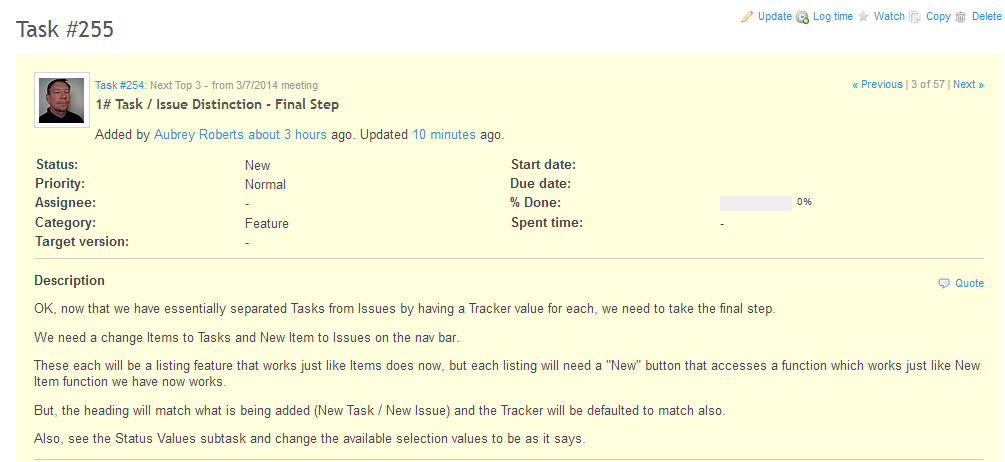 Update Log time Watch Copy Delete
Task #255
Task #254: Next Top 3 - from 3/7/2014 meeting
« Previous | 3 of 57 | Next »
1# Task / Issue Distinction - Final Step
Added by Aubrey Roberts about 3 hours ago. Updated 10 minutes ago.
Status: New Start date:
Priority: Normal Due date:
Assignee: - % Done: 0%
Category: Feature Spent time: -
Target version: -
Description
Quote
OK, now that we have essentially separated Tasks from Issues by having a Tracker value for each, we need to take the final step.
We need a change Items to Tasks and New Item to Issues on the nav bar.
These each will be a listing feature that works just like Items does now, but each listing will need a "New" button that accesses a function which works just like New
Item function we have now works.
But, the heading will match what is being added (New Task / New Issue) and the Tracker will be defaulted to match also.
Also, see the Status Values subtask and change the available selection values to be as it says.